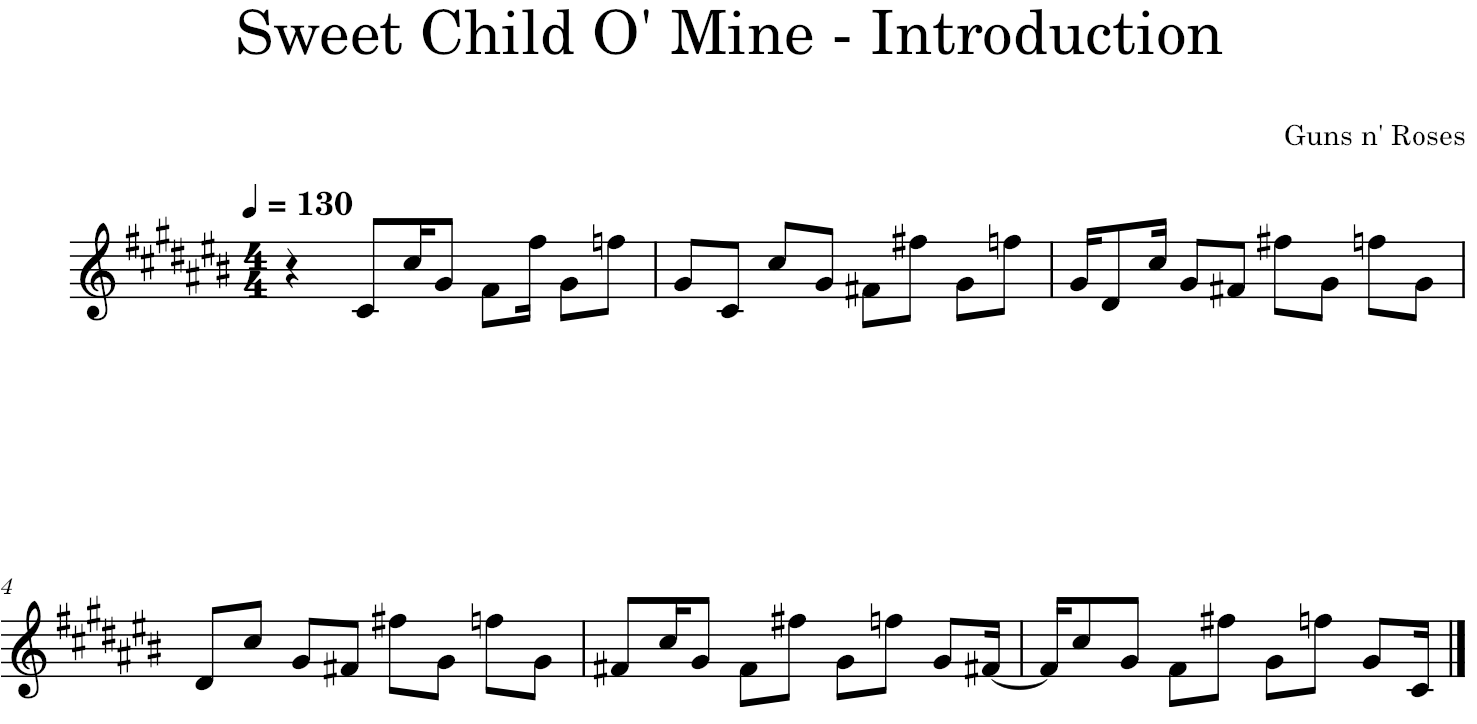 Sweet Child O' Mine - Introduction
Guns n' Roses
♩ = 130
4
4
4